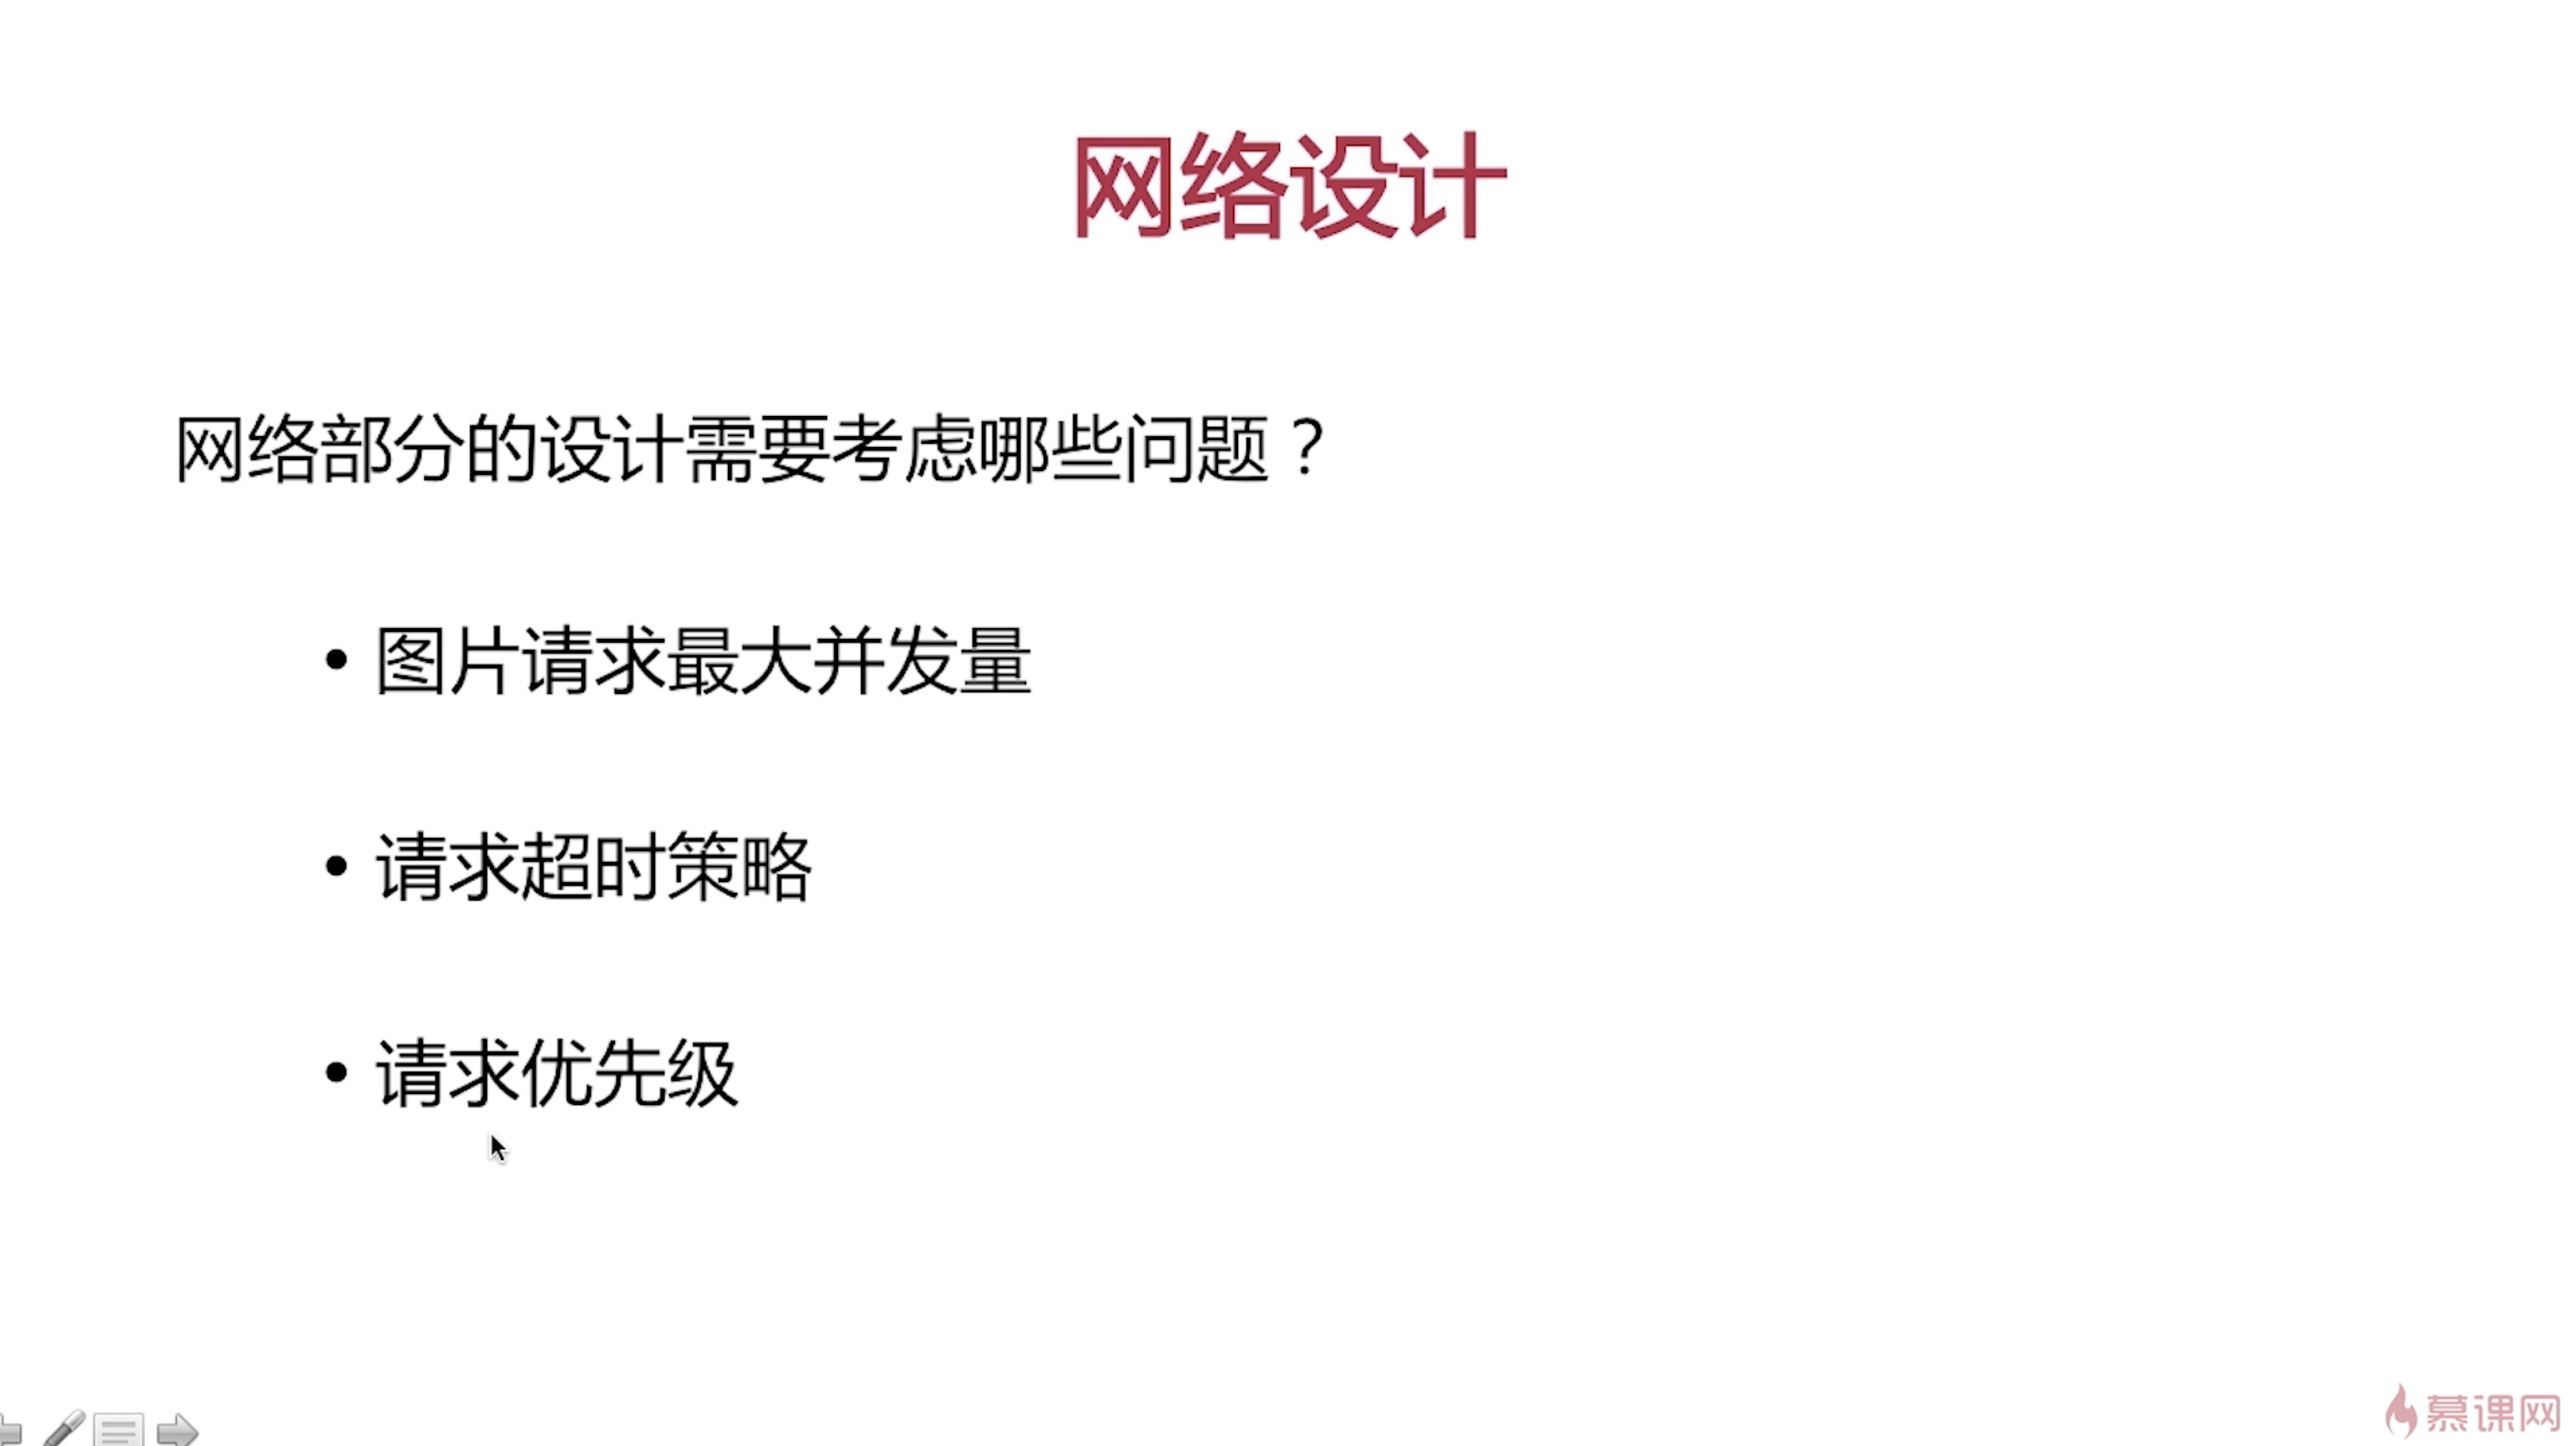 网络设计
网络部分的设计需要考虑哪些问题？
• 图片请求最大并发量
• 请求超时策略
• 请求优先级
慕课网